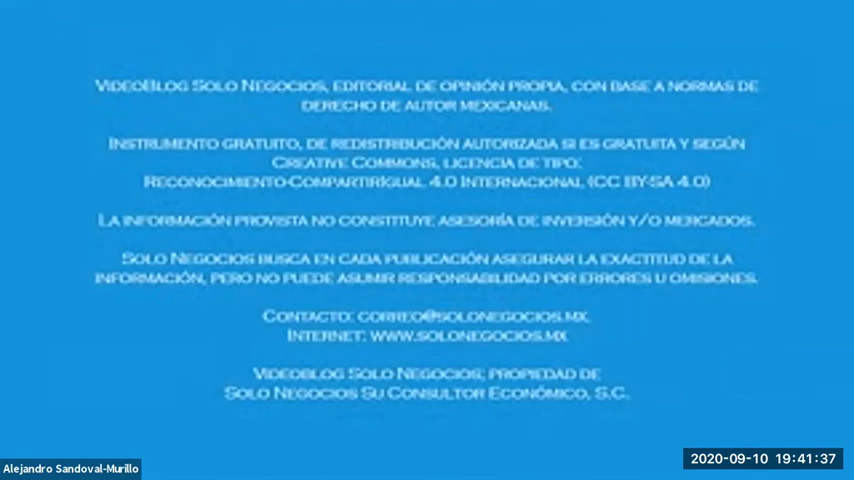 VideoBlog Solo Negocios, editorial de opinión propia, con base a normas de
derecho de autor mexicanas.
Instrumento gratuito, de redistribución autorizada si es gratuita y según
Creative Commons, licencia de tipo:
Reconocimiento-CompartirIgual 4.0 Internacional (CC BY-SA 4.0)
La información provista no constituye asesoría de inversión y/o mercados.
Solo Negocios busca en cada publicación asegurar la exactitud de la
información, pero no puede asumir responsabilidad por errores u omisiones.
Contacto: correo@solonegocios.mx.
Internet: www.solonegocios.mx
Videoblog Solo Negocios; propiedad de
Solo Negocios Su Consultor Económico, S.C.
Alejandro Sandoval-Murillo
2020-09-10 19:41:37